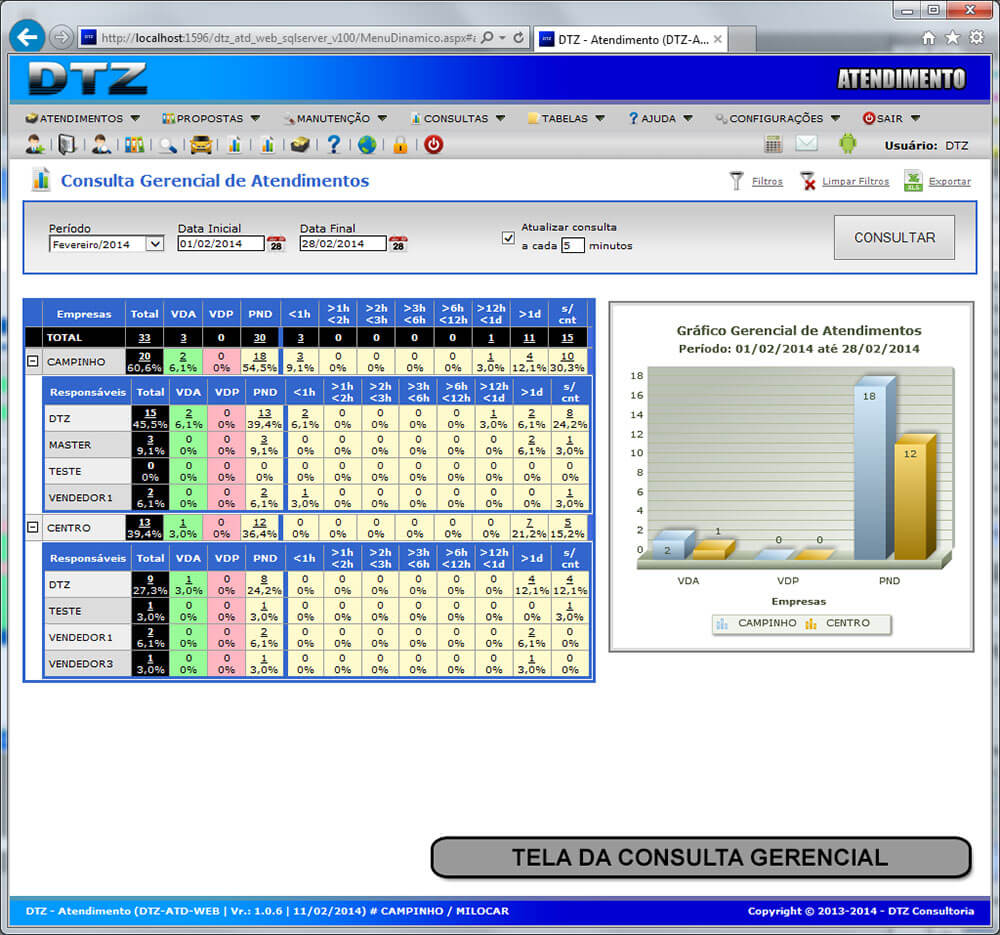 http://localhost:1596/dtz_atd_web_sqlserver_v100/MenuDinamico.aspx#a
DTZ - Atendimento (DTZ-A...
DTZ
ATENDIMENTO
ATENDIMENTOS PROPOSTAS MANUTENÇÃO CONSULTAS TABELAS AJUDA CONFIGURAÇÕES SAIR
Usuário: DTZ
Consulta Gerencial de Atendimentos
Filtros Limpar Filtros Exportar
Período Data Inicial Data Final Atualizar consulta
Fevereiro/2014 01/02/2014 28 28/02/2014 28 a cada 5 minutos
CONSULTAR
Empresas Total VDA VDP PND <1h >1h <2h >2h <3h >3h <6h >6h <12h >12h <1d >1d s/ cnt
TOTAL 33 3 0 30 3 0 0 0 0 1 11 15
CAMPINHO 20 2 0 18 3 0 0 0 0 1 4 10
60,6% 6,1% 0% 54,5% 9,1% 0% 0% 0% 0% 3,0% 12,1% 30,3%
Responsáveis Total VDA VDP PND <1h >1h <2h >2h <3h >3h <6h >6h <12h >12h <1d >1d s/ cnt
DTZ 15 2 0 13 2 0 0 0 0 1 2 8
45,5% 6,1% 0% 39,4% 6,1% 0% 0% 0% 0% 3,0% 6,1% 24,2%
MASTER 3 0 0 3 0 0 0 0 0 0 2 1
9,1% 0% 0% 9,1% 0% 0% 0% 0% 0% 0% 6,1% 3,0%
TESTE 0 0 0 0 0 0 0 0 0 0 0 0
0% 0% 0% 0% 0% 0% 0% 0% 0% 0% 0% 0%
VENDEDOR1 2 0 0 2 1 0 0 0 0 0 0 1
6,1% 0% 0% 6,1% 3,0% 0% 0% 0% 0% 0% 0% 3,0%
CENTRO 13 1 0 12 0 0 0 0 0 0 7 5
39,4% 3,0% 0% 36,4% 0% 0% 0% 0% 0% 0% 21,2% 15,2%
Responsáveis Total VDA VDP PND <1h >1h <2h >2h <3h >3h <6h >6h <12h >12h <1d >1d s/ cnt
DTZ 9 1 0 8 0 0 0 0 0 0 4 4
27,3% 3,0% 0% 24,2% 0% 0% 0% 0% 0% 0% 12,1% 12,1%
TESTE 1 0 0 1 0 0 0 0 0 0 0 1
3,0% 0% 0% 3,0% 0% 0% 0% 0% 0% 0% 0% 3,0%
VENDEDOR1 2 0 0 2 0 0 0 0 0 0 2 0
6,1% 0% 0% 6,1% 0% 0% 0% 0% 0% 0% 6,1% 0%
VENDEDOR3 1 0 0 1 0 0 0 0 0 0 1 0
3,0% 0% 0% 3,0% 0% 0% 0% 0% 0% 0% 3,0% 0%
Gráfico Gerencial de Atendimentos
Período: 01/02/2014 até 28/02/2014
18
16
14
12
10
8
6
4
2
0
2 1 0 0 18 12
VDA VDP PND
Empresas
CAMPINHO CENTRO
TELA DA CONSULTA GERENCIAL
DTZ - Atendimento (DTZ-ATD-WEB | Vr.: 1.0.6 | 11/02/2014) # CAMPINHO / MILOCAR
Copyright © 2013-2014 - DTZ Consultoria